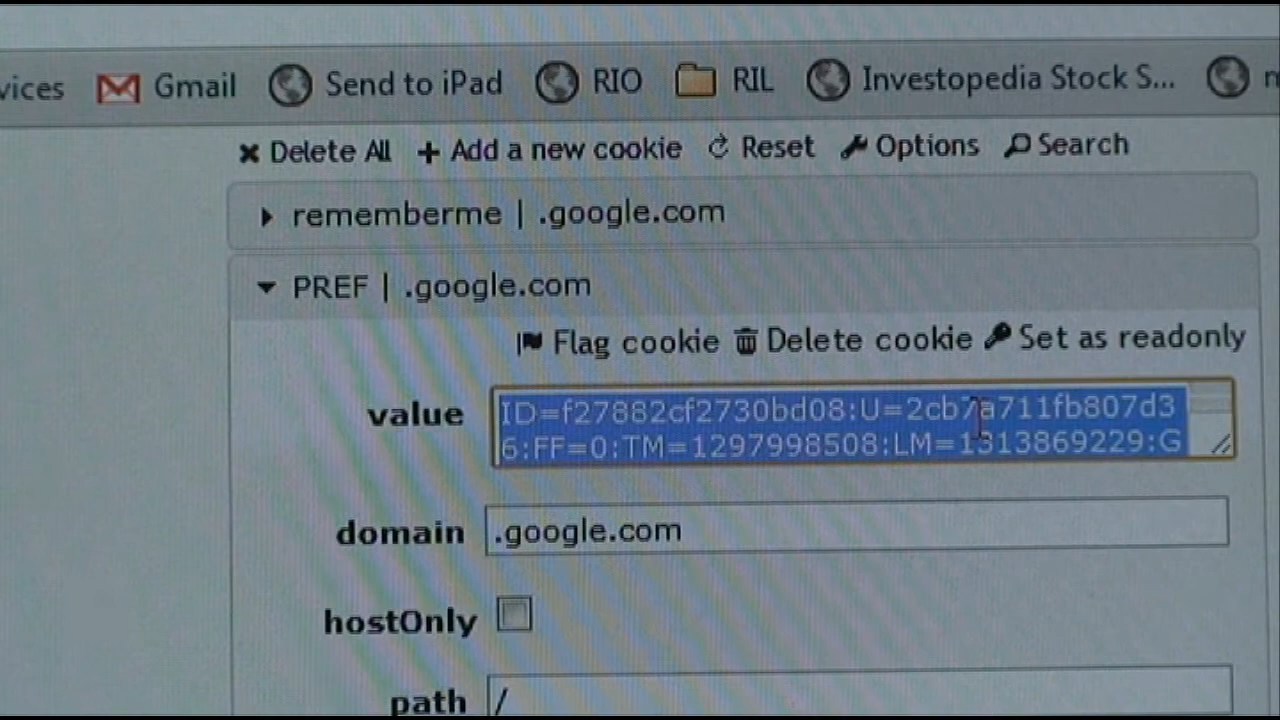 vices Gmail Send to iPad RIO RIL Investopedia Stock S... n
Delete All Add a new cookie Reset Options Search
rememberme | .google.com
PREF | .google.com
Flag cookie Delete cookie Set as readonly
value ID=f27882cf2730bd08:U=2cb7a711fb807d3
6:FF=0:TM=1297998508:LM=1313869229:G
domain .google.com
hostOnly
path /